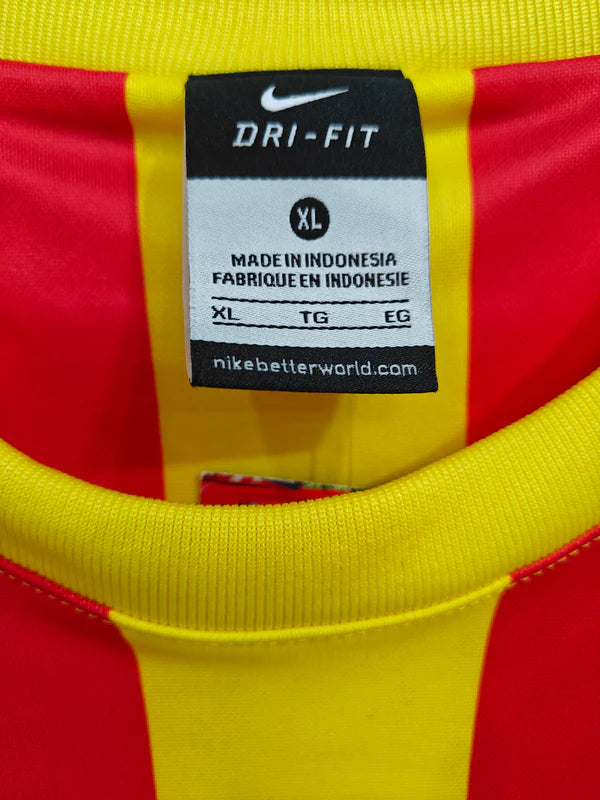 DRI-FIT
XL
MADE IN INDONESIA
FABRIQUE EN INDONESIE
XL TG EG
nikebetterworld.com